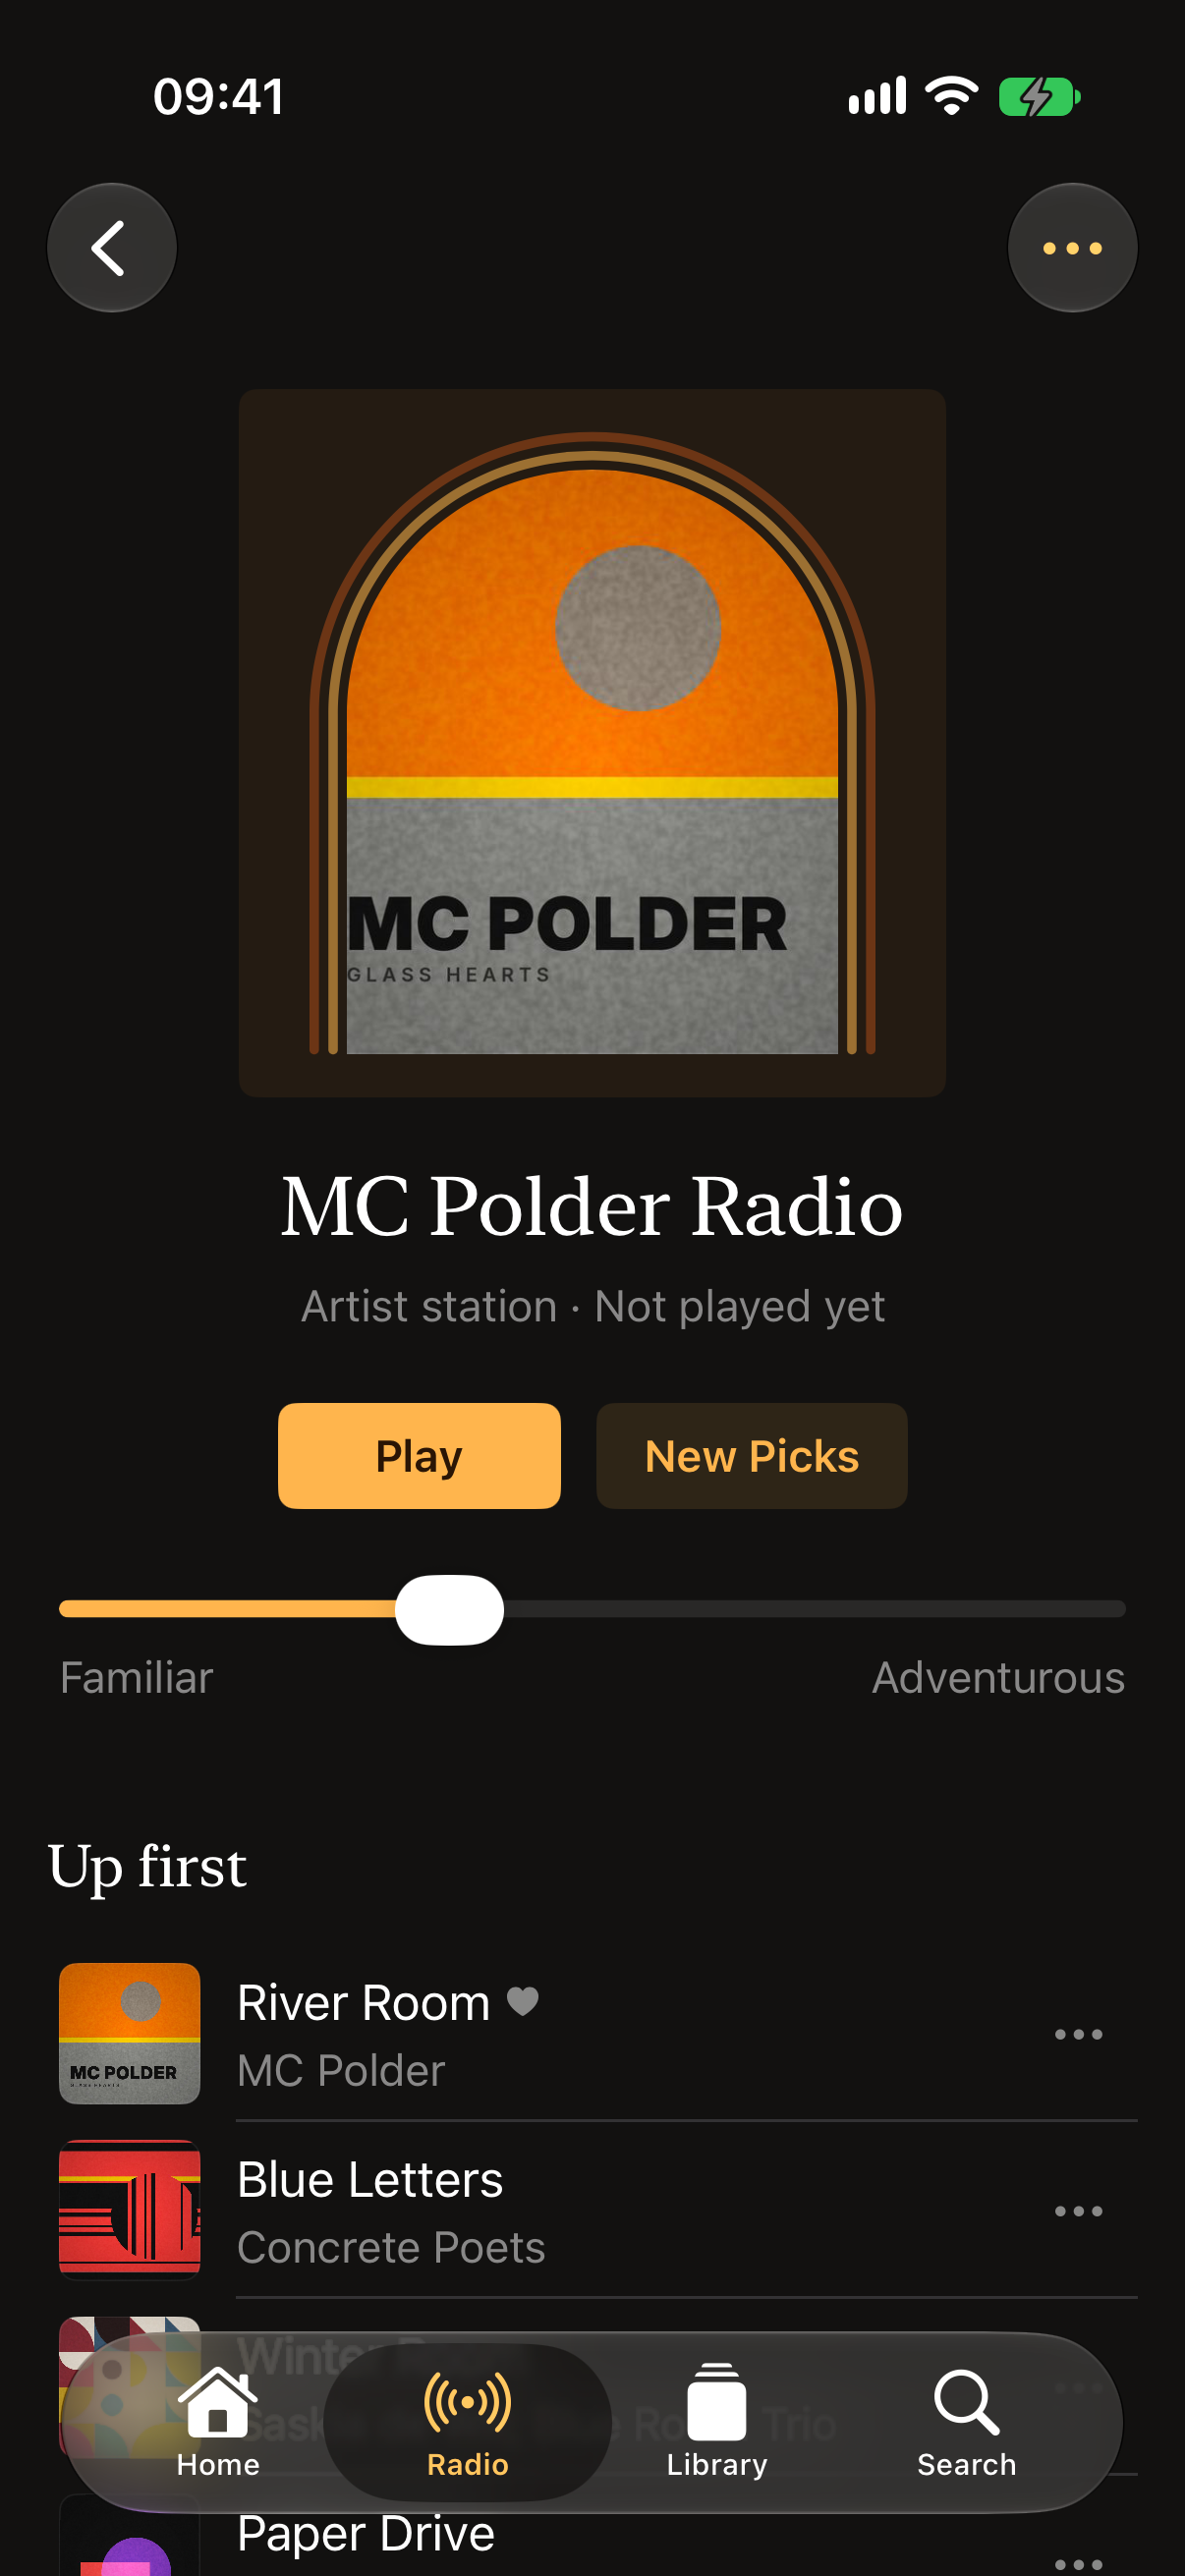 09:41
MC POLDER
GLASS HEARTS
MC Polder Radio
Artist station · Not played yet
Play
New Picks
Familiar
Adventurous
Up first
River Room
MC POLDER
MC Polder
Blue Letters
Concrete Poets
Winter
Trio
Home
Radio
Library
Search
Paper Drive